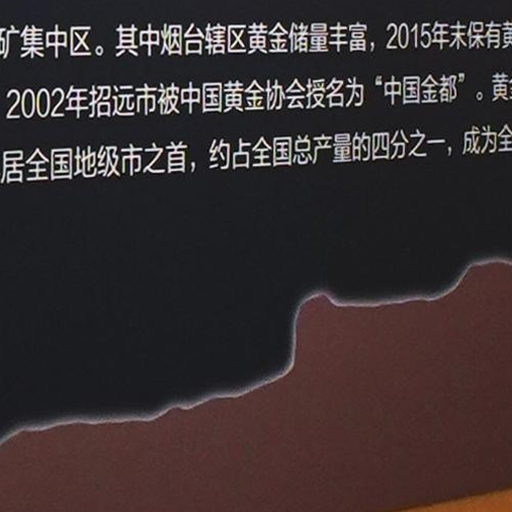 矿集中区。其中烟台辖区黄金储量丰富，2015年末保有黄
2002年招远市被中国黄金协会授名为“中国金都”。黄金
居全国地级市之首，约占全国总产量的四分之一，成为全